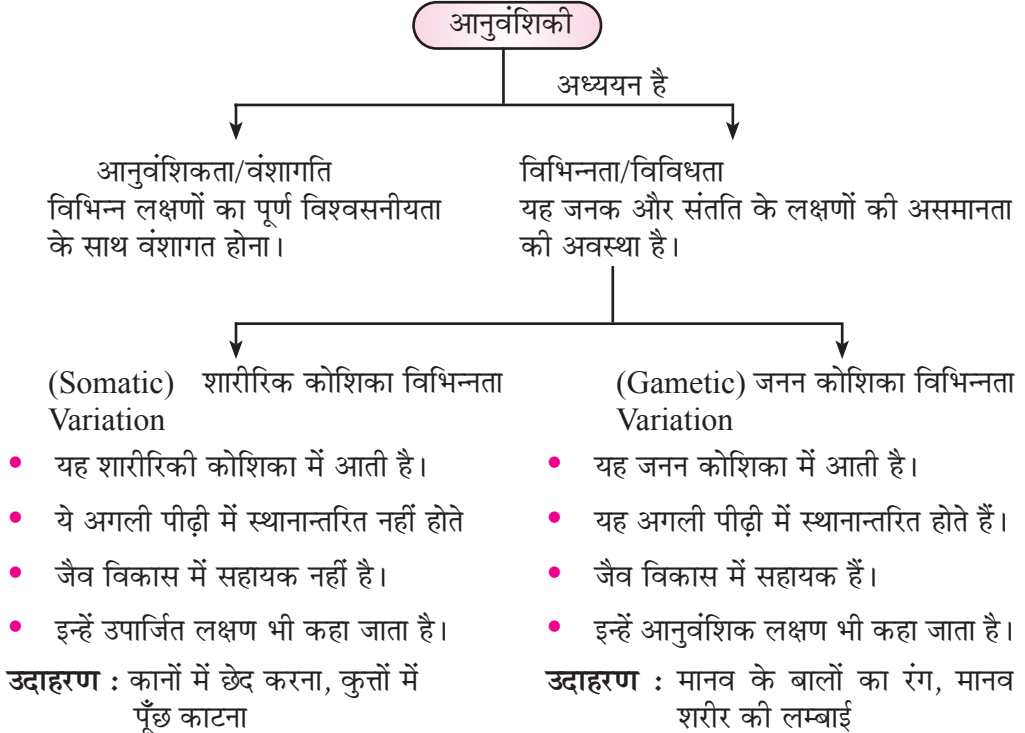 आनुवंशिकी
अध्ययन है
आनुवंशिकता/वंशागति
विभिन्न लक्षणों का पूर्ण विश्वसनीयता
के साथ वंशागत होना।
विभिन्नता/विविधता
यह जनक और संतति के लक्षणों की असमानता
की अवस्था है।
(Somatic) शारीरिक कोशिका विभिन्नता
Variation
• यह शारीरिकी कोशिका में आती है।
• ये अगली पीढ़ी में स्थानान्तरित नहीं होते
• जैव विकास में सहायक नहीं है।
• इन्हें उपार्जित लक्षण भी कहा जाता है।
उदाहरण : कानों में छेद करना, कुत्तों में
पूँछ काटना
(Gametic) जनन कोशिका विभिन्नता
Variation
• यह जनन कोशिका में आती है।
• यह अगली पीढ़ी में स्थानान्तरित होते हैं।
• जैव विकास में सहायक हैं।
• इन्हें आनुवंशिक लक्षण भी कहा जाता है।
उदाहरण : मानव के बालों का रंग, मानव
शरीर की लम्बाई